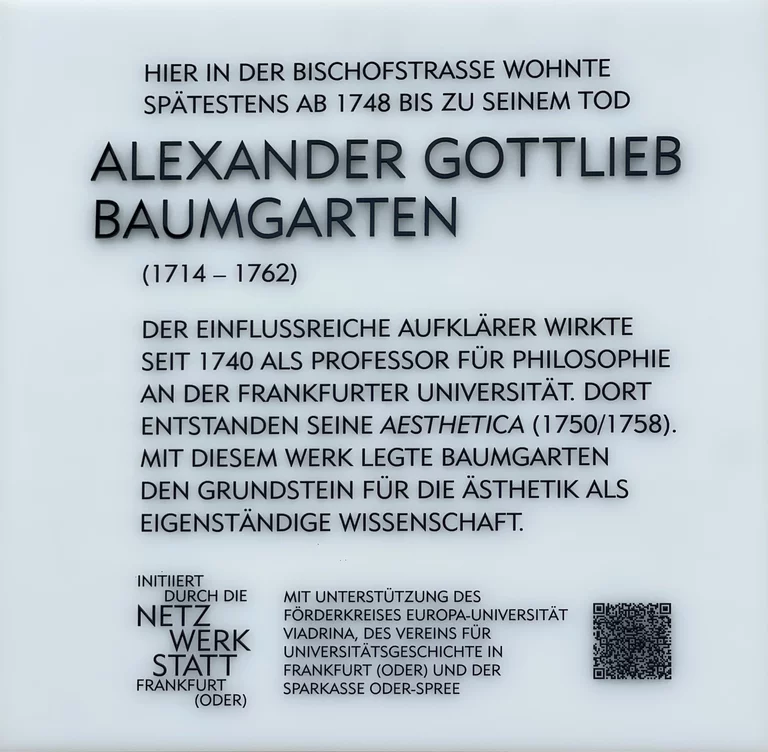 HIER IN DER BISCHOFSTRASSE WOHNTE
SPÄTESTENS AB 1748 BIS ZU SEINEM TOD
ALEXANDER GOTTLIEB
BAUMGARTEN
(1714 – 1762)
DER EINFLUSSREICHE AUFKLÄRER WIRKTE
SEIT 1740 ALS PROFESSOR FÜR PHILOSOPHIE
AN DER FRANKFURTER UNIVERSITÄT. DORT
ENTSTANDEN SEINE AESTHETICA (1750/1758).
MIT DIESEM WERK LEGTE BAUMGARTEN
DEN GRUNDSTEIN FÜR DIE ÄSTHETIK ALS
EIGENSTÄNDIGE WISSENSCHAFT.
INITIIERT
DURCH DIE
NETZ
WERK
STATT
FRANKFURT
(ODER)
MIT UNTERSTÜTZUNG DES
FÖRDERKREISES EUROPA-UNIVERSITÄT
VIADRINA, DES VEREINS FÜR
UNIVERSITÄTSGESCHICHTE IN
FRANKFURT (ODER) UND DER
SPARKASSE ODER-SPREE